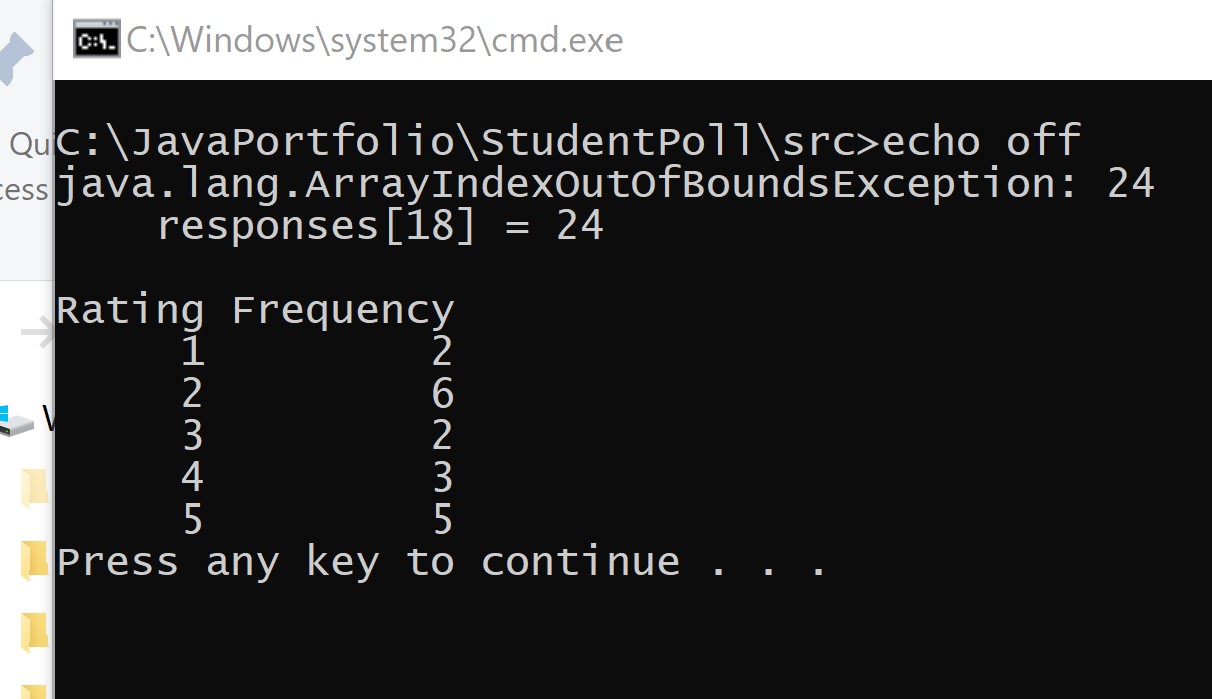 C:\Windows\system32\cmd.exe
Qui
cess
C:\JavaPortfolio\StudentPoll\src>echo off
java.lang.ArrayIndexOutOfBoundsException: 24
responses[18] = 24
Rating Frequency
1 2
2 6
3 2
4 3
5 5
Press any key to continue . . .